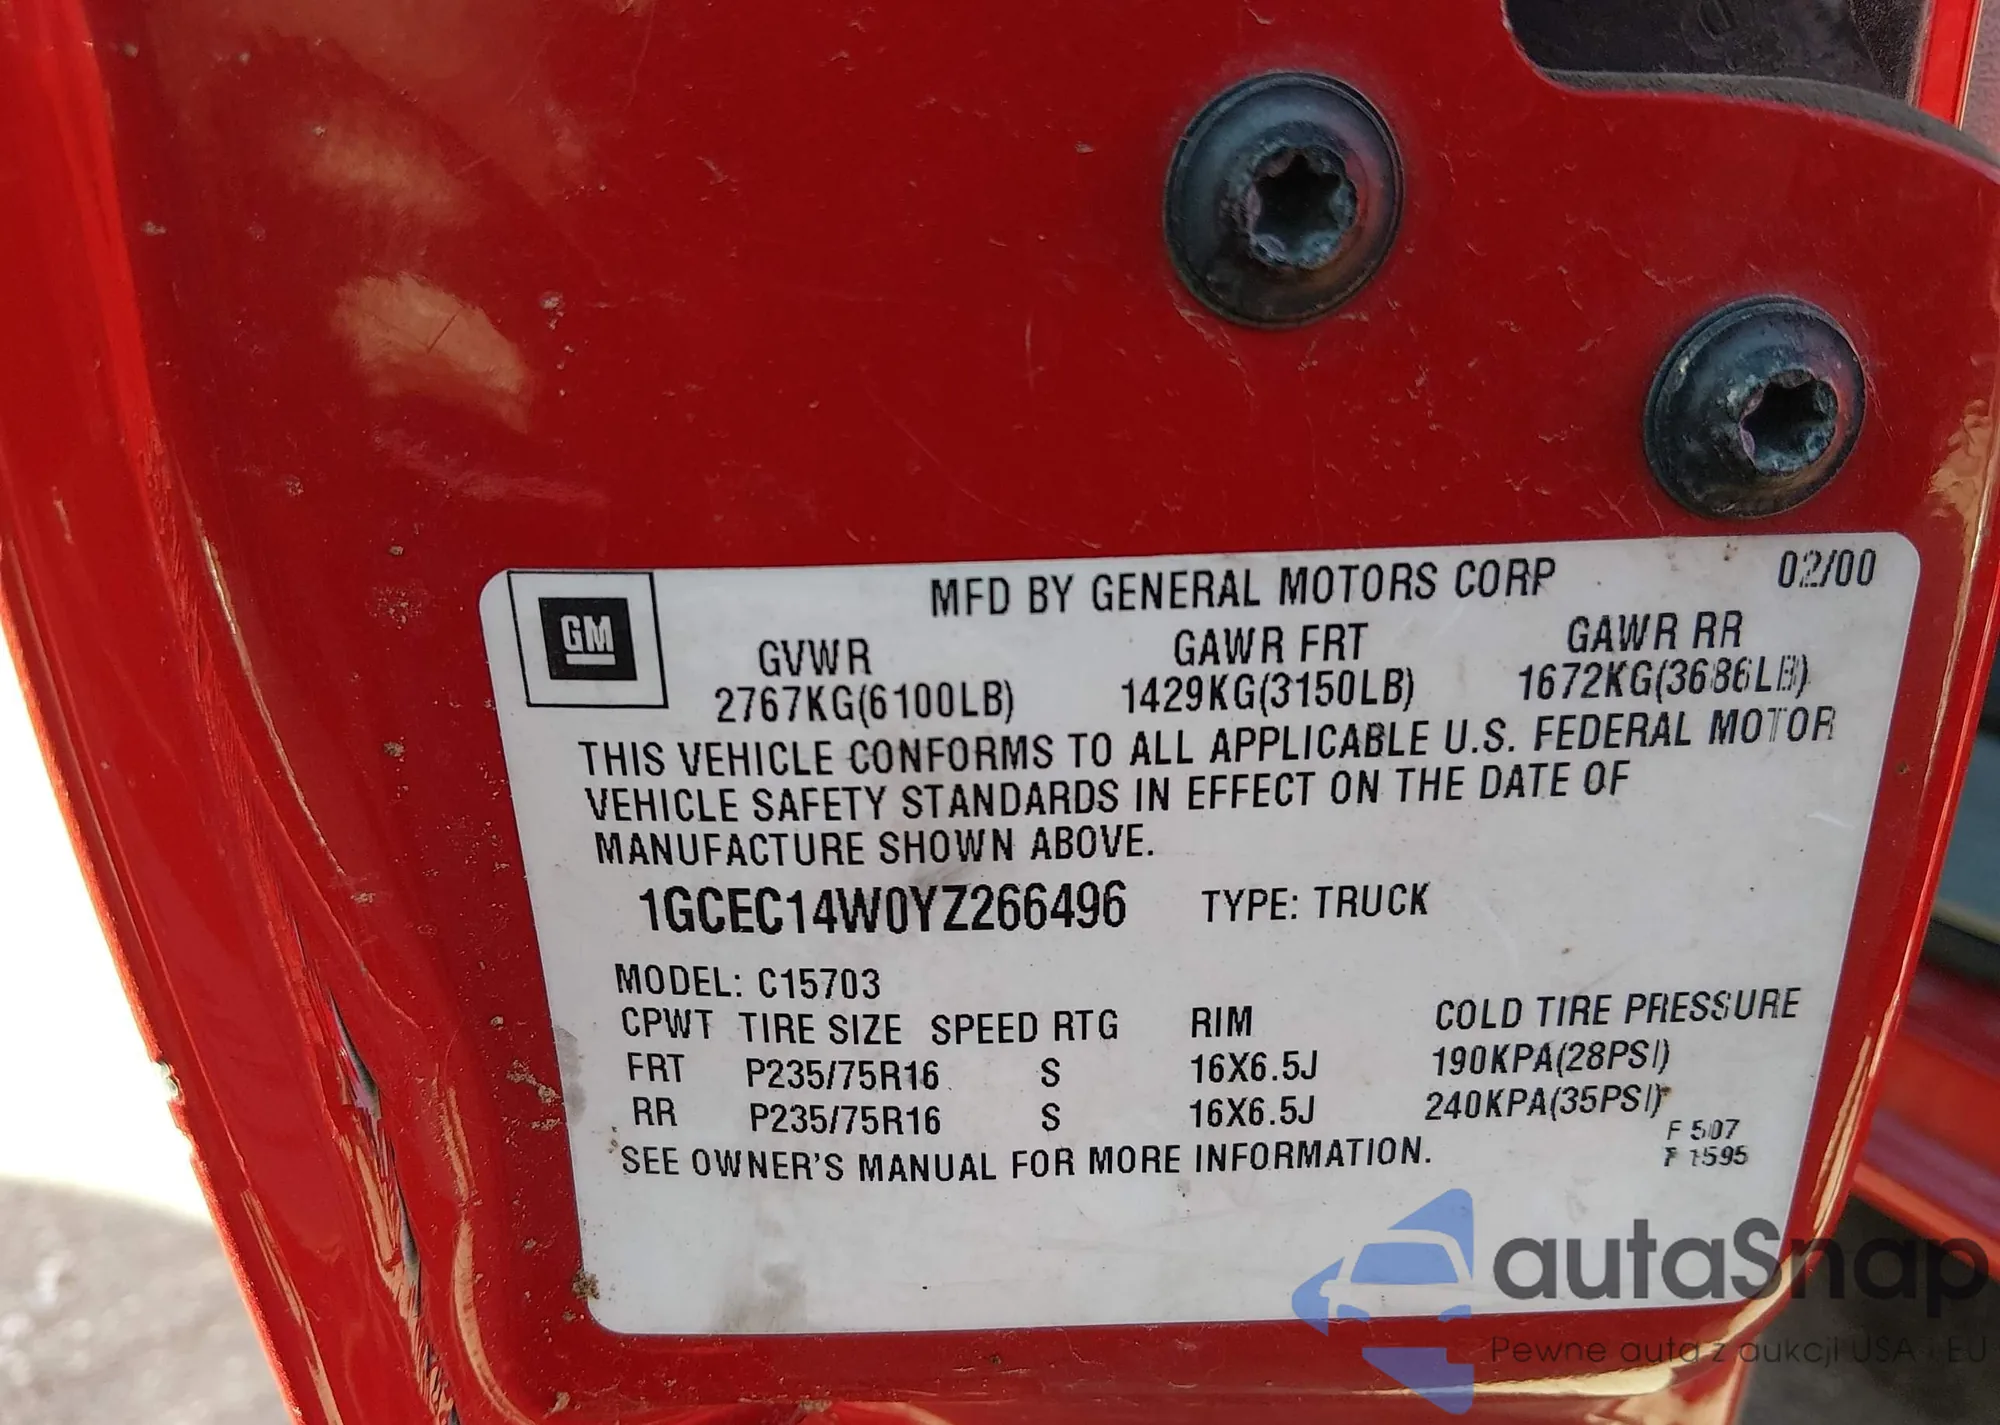 GM
MFD BY GENERAL MOTORS CORP 02/00
GVWR GAWR FRT GAWR RR
2767KG(6100LB) 1429KG(3150LB) 1672KG(3686LB)
THIS VEHICLE CONFORMS TO ALL APPLICABLE U.S. FEDERAL MOTOR
VEHICLE SAFETY STANDARDS IN EFFECT ON THE DATE OF
MANUFACTURE SHOWN ABOVE.
1GCEC14W0YZ266496 TYPE: TRUCK
MODEL: C15703
CPWT TIRE SIZE SPEED RTG RIM COLD TIRE PRESSURE
FRT P235/75R16 S 16X6.5J 190KPA(28PSI)
RR P235/75R16 S 16X6.5J 240KPA(35PSI)
F 507
SEE OWNER'S MANUAL FOR MORE INFORMATION.
1595
autaSnap
Pewne auta z aukcji USA i EU